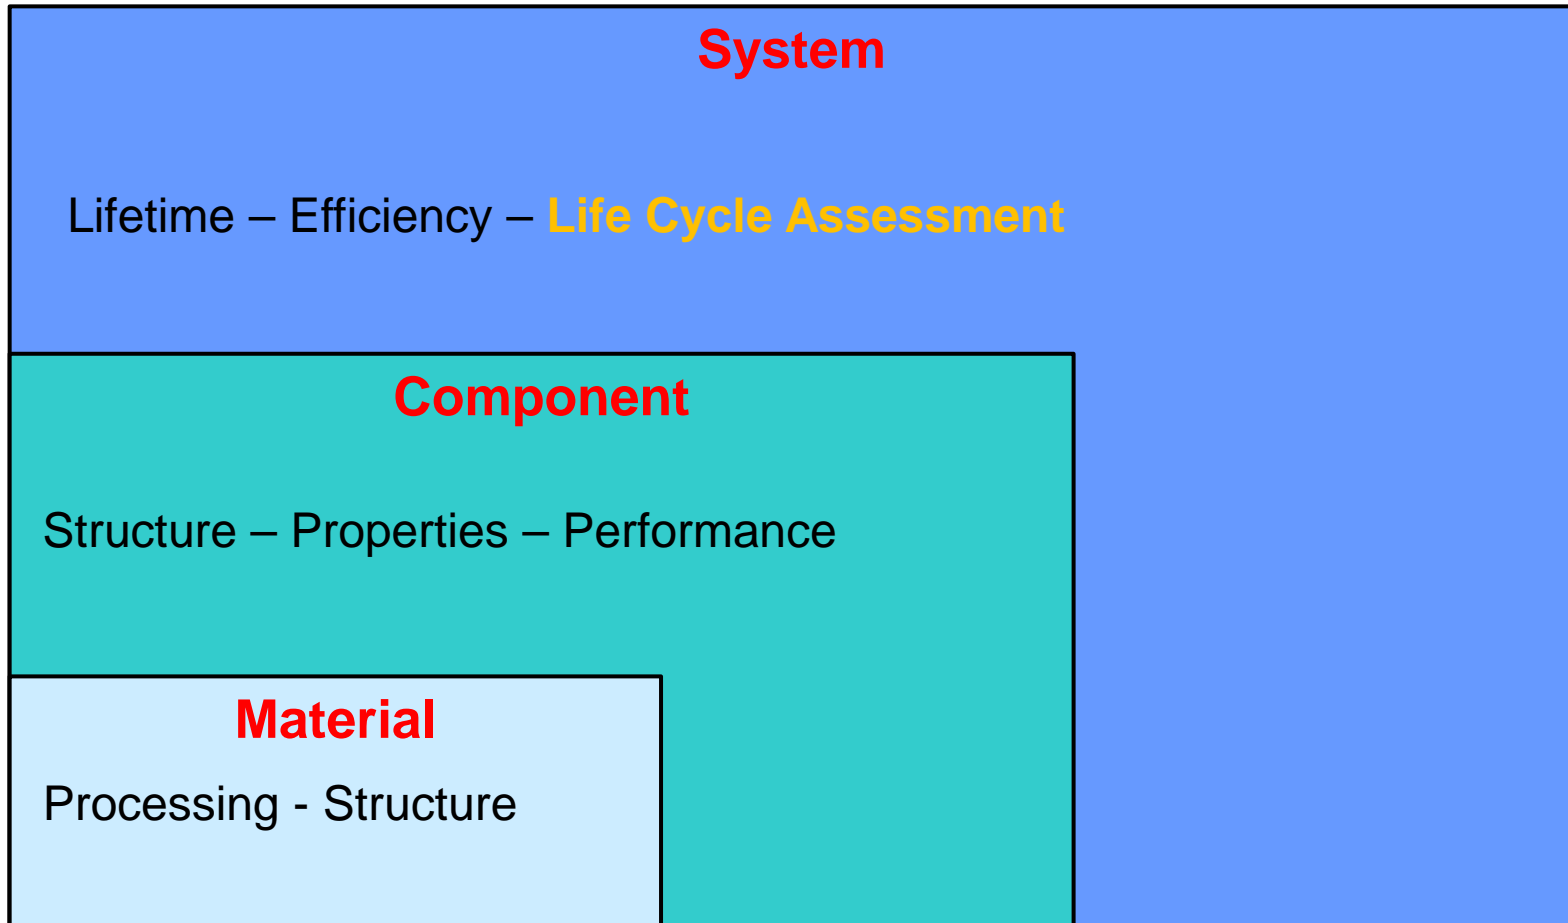 System
Lifetime – Efficiency – Life Cycle Assessment
Component
Structure – Properties – Performance
Material
Processing - Structure